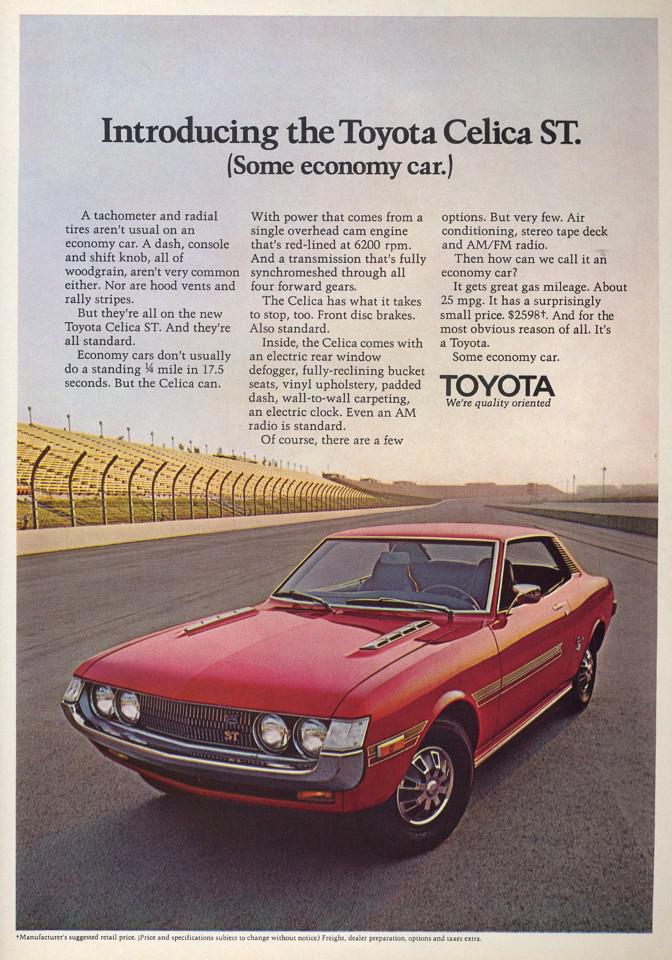 Introducing the Toyota Celica ST.
(Some economy car.)
A tachometer and radial
tires aren't usual on an
economy car. A dash, console
and shift knob, all of
woodgrain, aren't very common
either. Nor are hood vents and
rally stripes.
But they're all on the new
Toyota Celica ST. And they're
all standard.
Economy cars don't usually
do a standing ¼ mile in 17.5
seconds. But the Celica can.
With power that comes from a
single overhead cam engine
that's red-lined at 6200 rpm.
And a transmission that's fully
synchromeshed through all
four forward gears.
The Celica has what it takes
to stop, too. Front disc brakes.
Also standard.
Inside, the Celica comes with
an electric rear window
defogger, fully-reclining bucket
seats, vinyl upholstery, padded
dash, wall-to-wall carpeting,
an electric clock. Even an AM
radio is standard.
Of course, there are a few
options. But very few. Air
conditioning, stereo tape deck
and AM/FM radio.
Then how can we call it an
economy car?
It gets great gas mileage. About
25 mpg. It has a surprisingly
small price. $2598†. And for the
most obvious reason of all. It's
a Toyota.
Some economy car.
TOYOTA
We're quality oriented
ST
†Manufacturer's suggested retail price. (Price and specifications subject to change without notice.) Freight, dealer preparation, options and taxes extra.